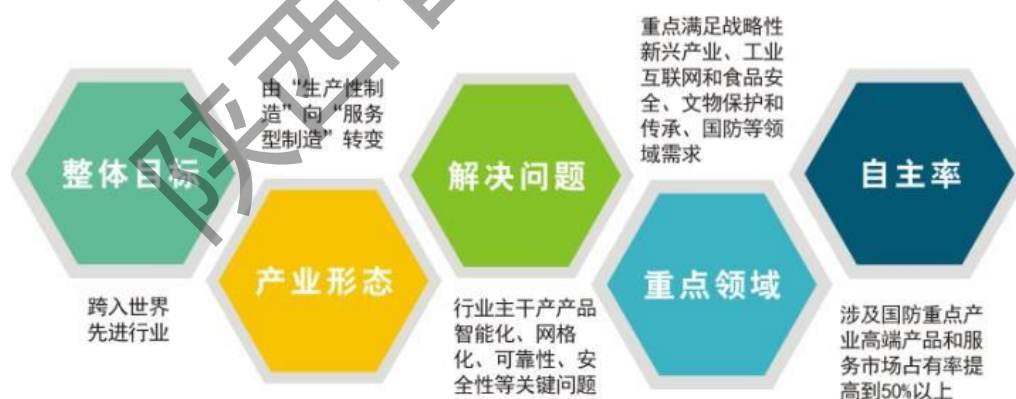 整体目标
跨入世界
先进行业
由“生产性制
造”向“服务
型制造”转变
产业形态
解决问题
行业主干产产品
智能化、网格
化、可靠性、安
全性等关键问题
重点满足战略性
新兴产业、工业
互联网和食品安
全、文物保护和
传承、国防等领
域需求
重点领域
自主率
涉及国防重点产
业高端产品和服
务市场占有率提
高到50%以上
陕西